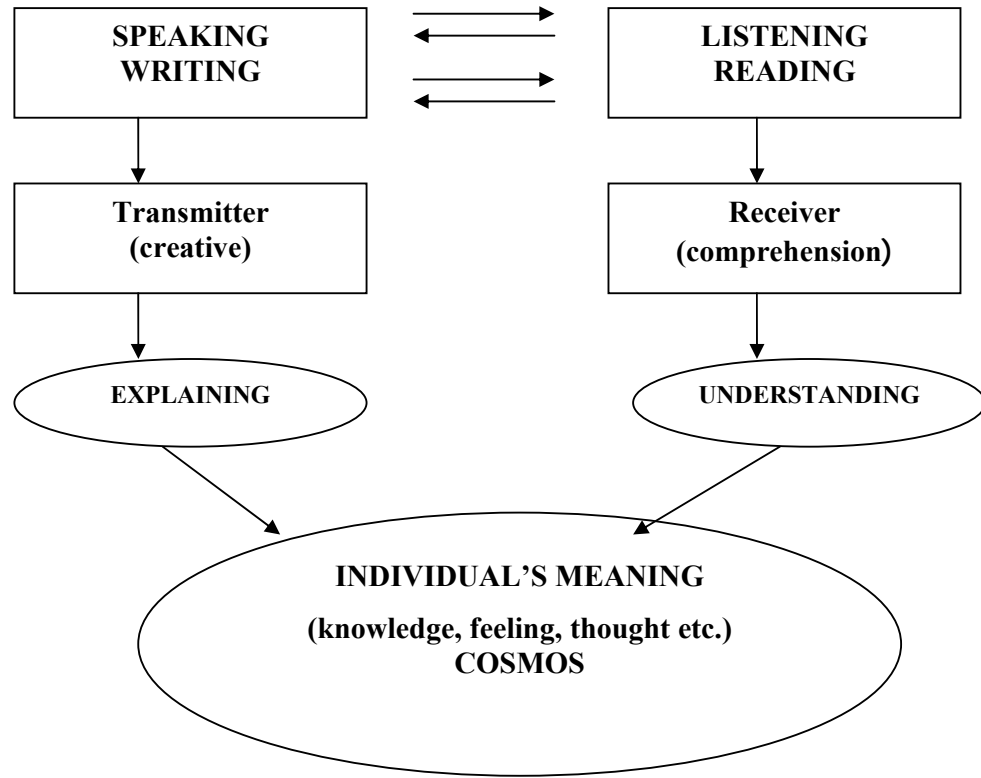 SPEAKING
WRITING
LISTENING
READING
Transmitter
(creative)
Receiver
(comprehension)
EXPLAINING
UNDERSTANDING
INDIVIDUAL’S MEANING
(knowledge, feeling, thought etc.)
COSMOS